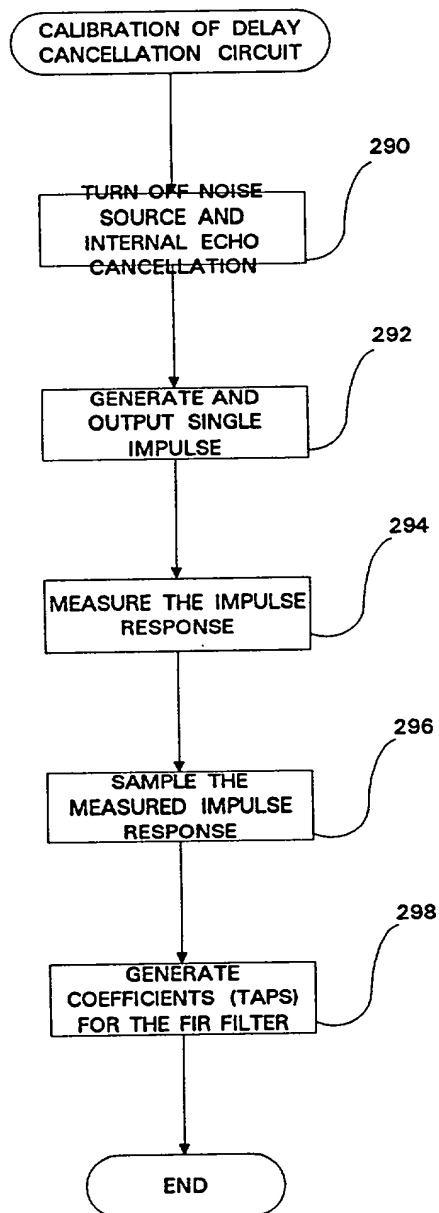 CALIBRATION OF DELAY
CANCELLATION CIRCUIT
290
TURN OFF NOISE
SOURCE AND
INTERNAL ECHO
CANCELLATION
292
GENERATE AND
OUTPUT SINGLE
IMPULSE
294
MEASURE THE IMPULSE
RESPONSE
296
SAMPLE THE
MEASURED IMPULSE
RESPONSE
298
GENERATE
COEFFICIENTS (TAPS)
FOR THE FIR FILTER
END